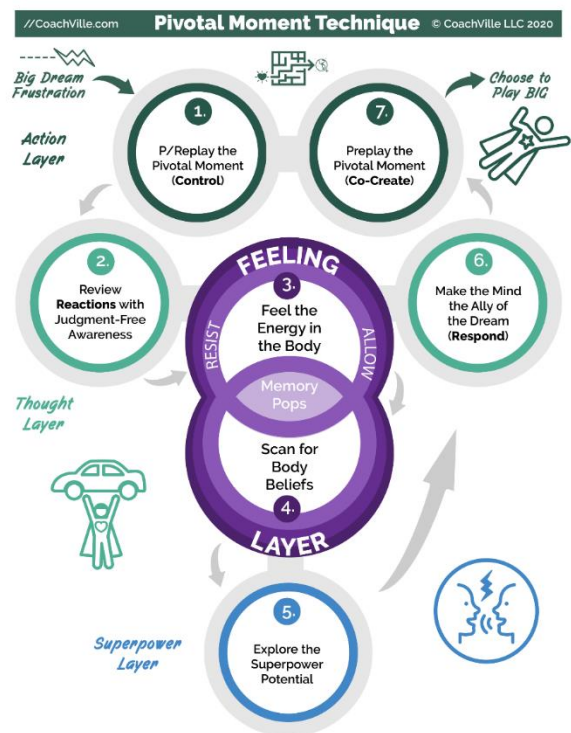 //CoachVille.com
Pivotal Moment Technique
© CoachVille LLC 2020
Big Dream
Frustration
Choose to
Play BIG
Action
Layer
1.
P/Replay the
Pivotal Moment
(Control)
7.
Preplay the
Pivotal Moment
(Co-Create)
2.
Review
Reactions with
Judgment-Free
Awareness
FEELING
3.
Feel the
Energy in
the Body
RESIST
ALLOW
6.
Make the Mind
the Ally of
the Dream
(Respond)
Memory
Pops
Thought
Layer
Scan for
Body
Beliefs
4.
LAYER
5.
Explore the
Superpower
Potential
Superpower
Layer